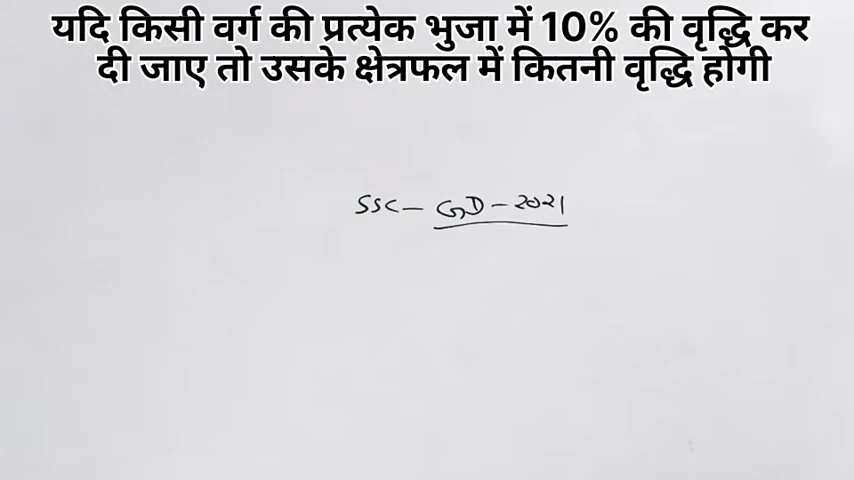 यदि किसी वर्ग की प्रत्येक भुजा में 10% की वृद्धि कर
दी जाए तो उसके क्षेत्रफल में कितनी वृद्धि होगी
SSC - GD - 2021